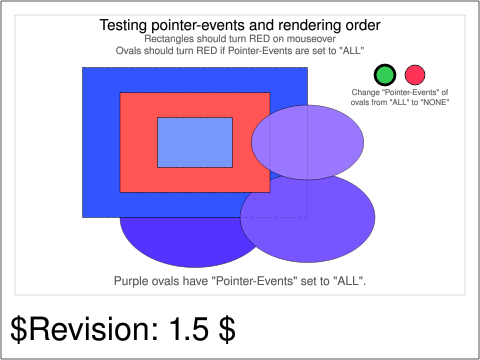 Testing pointer-events and rendering order
Rectangles should turn RED on mouseover
Ovals should turn RED if Pointer-Events are set to "ALL"
Change "Pointer-Events" of
ovals from "ALL" to "NONE"
Purple ovals have "Pointer-Events" set to "ALL".
$Revision: 1.5 $